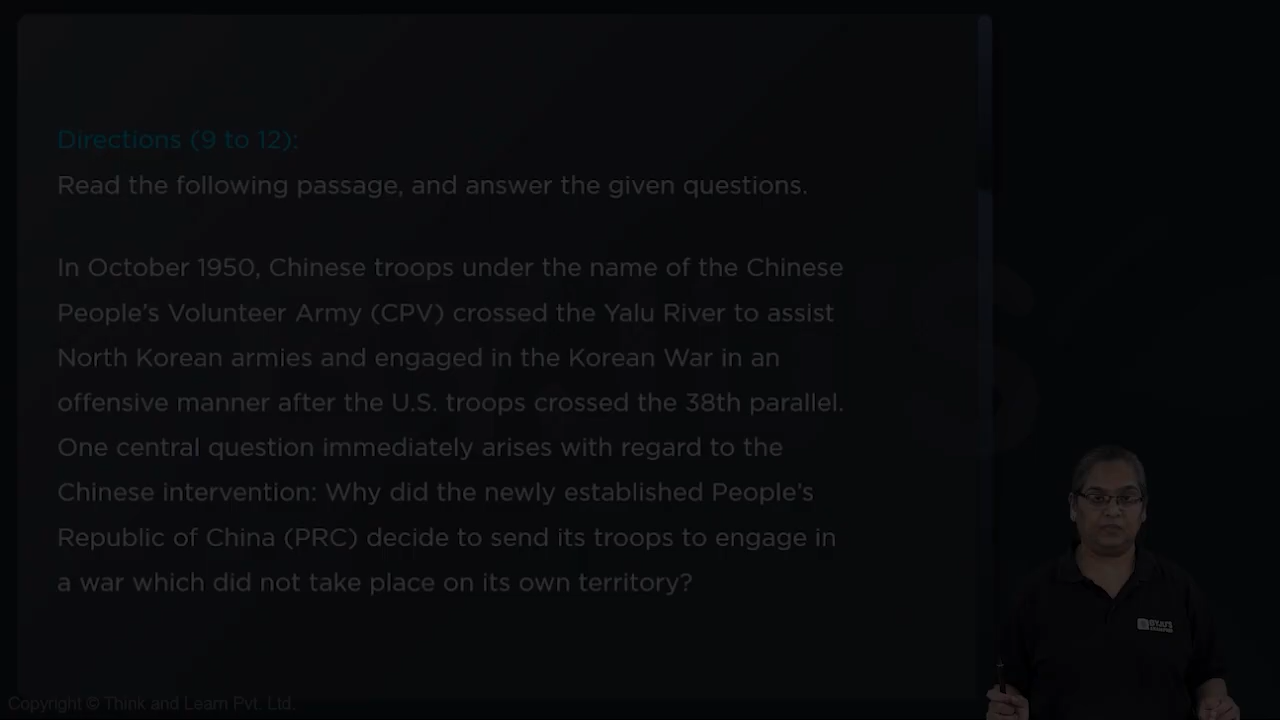 Directions (9 to 12):
Read the following passage, and answer the given questions.
In October 1950, Chinese troops under the name of the Chinese
People's Volunteer Army (CPV) crossed the Yalu River to assist
North Korean armies and engaged in the Korean War in an
offensive manner after the U.S. troops crossed the 38th parallel.
One central question immediately arises with regard to the
Chinese intervention: Why did the newly established People's
Republic of China (PRC) decide to send its troops to engage in
a war which did not take place on its own territory?
BYJU'S
Copyright © Think and Learn Pvt. Ltd.